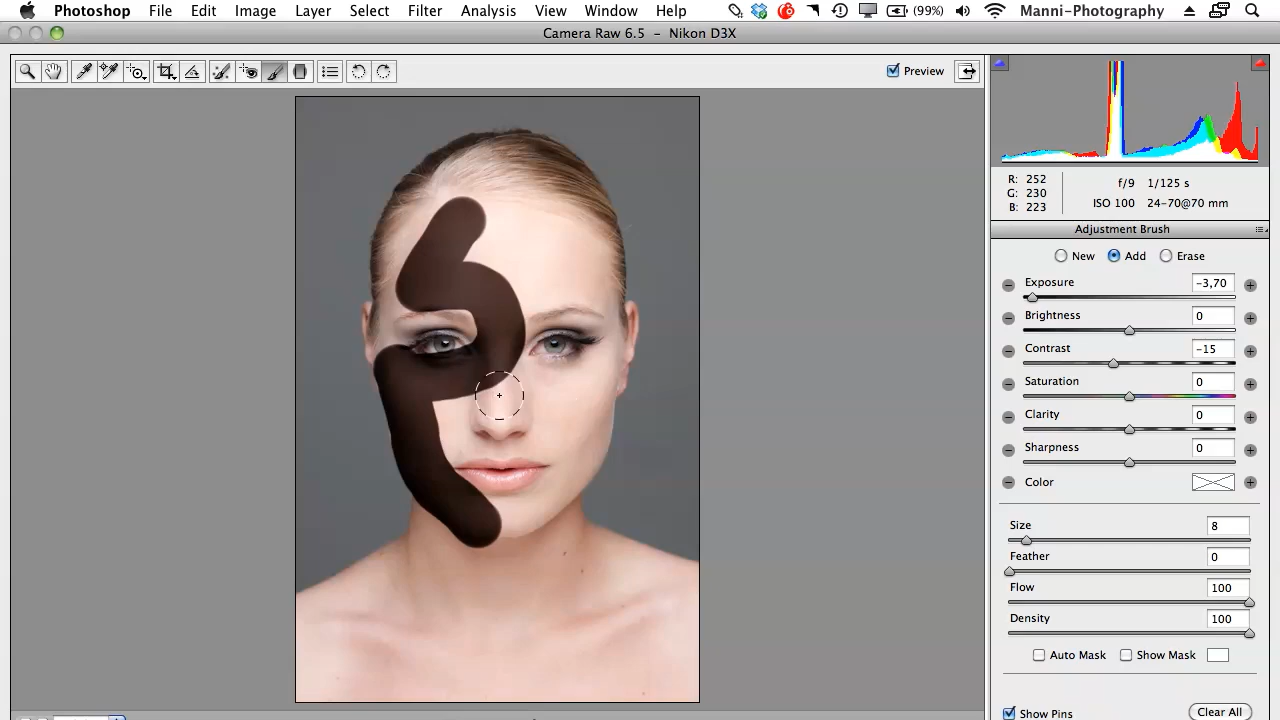 Photoshop File Edit Image Layer Select Filter Analysis View Window Help (99%) Manni-Photography
Camera Raw 6.5 - Nikon D3X
Preview
R: 252
G: 230
B: 223
f/9 1/125 s
ISO 100 24-70@70 mm
Adjustment Brush
New Add Erase
Exposure -3,70
Brightness 0
Contrast -15
Saturation 0
Clarity 0
Sharpness 0
Color
Size 8
Feather 0
Flow 100
Density 100
Auto Mask Show Mask
Show Pins Clear All